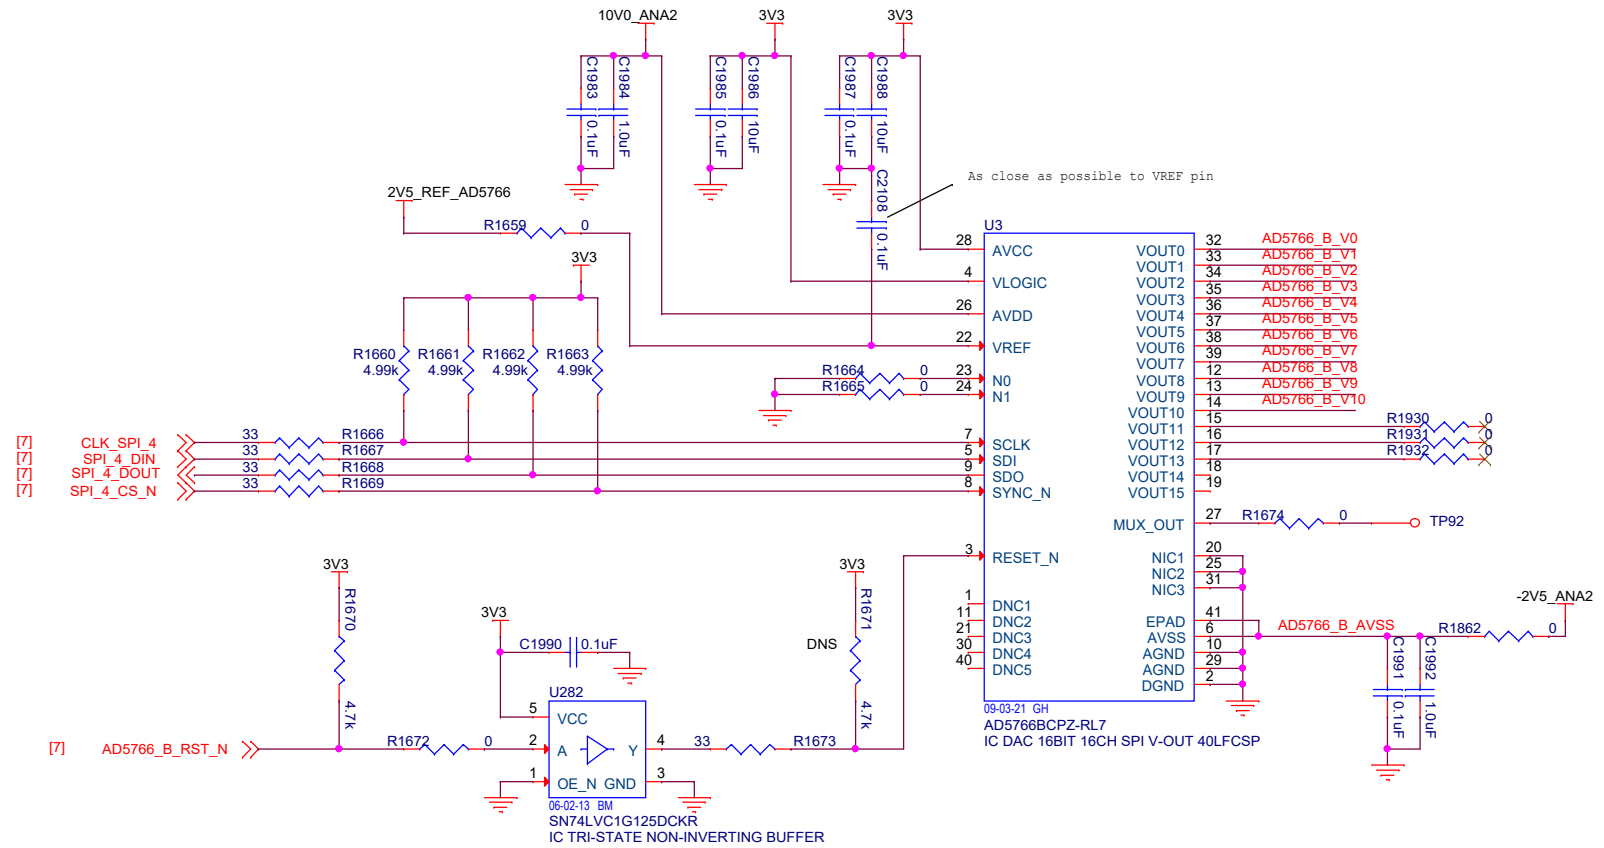 10V0_ANA2
3V3
3V3
C1983
0.1uF
C1984
1.0uF
C1985
0.1uF
C1986
10uF
C1987
0.1uF
C1988
10uF
C2108
0.1uF
As close as possible to VREF pin
2V5_REF_AD5766
R1659 0
3V3
R1660
4.99k
R1661
4.99k
R1662
4.99k
R1663
4.99k
R1664 0
R1665 0
[7] CLK_SPI_4 33 R1666
[7] SPI_4_DIN 33 R1667
[7] SPI_4_DOUT 33 R1668
[7] SPI_4_CS_N 33 R1669
U3
28 AVCC
4 VLOGIC
26 AVDD
22 VREF
23 N0
24 N1
7 SCLK
5 SDI
9 SDO
8 SYNC_N
3 RESET_N
1 DNC1
11 DNC2
21 DNC3
30 DNC4
40 DNC5
VOUT0 32 AD5766_B_V0
VOUT1 33 AD5766_B_V1
VOUT2 34 AD5766_B_V2
VOUT3 35 AD5766_B_V3
VOUT4 36 AD5766_B_V4
VOUT5 37 AD5766_B_V5
VOUT6 38 AD5766_B_V6
VOUT7 39 AD5766_B_V7
VOUT8 12 AD5766_B_V8
VOUT9 13 AD5766_B_V9
VOUT10 14 AD5766_B_V10
VOUT11 15 R1930 0
VOUT12 16 R1931 0
VOUT13 17 R1932 0
VOUT14 18
VOUT15 19
MUX_OUT 27 R1674 0 TP92
NIC1 20
NIC2 25
NIC3 31
EPAD 41
AVSS 6 AD5766_B_AVSS R1862 0 -2V5_ANA2
AGND 10
AGND 29
DGND 2
C1991
0.1uF
C1992
1.0uF
09-03-21 GH
AD5766BCPZ-RL7
IC DAC 16BIT 16CH SPI V-OUT 40LFCSP
3V3
R1670
4.7k
3V3
C1990 0.1uF
3V3
R1671
DNS
4.7k
[7] AD5766_B_RST_N R1672 0
U282
5 VCC
2 A Y 4
1 OE_N GND 3
33 R1673
06-02-13 BM
SN74LVC1G125DCKR
IC TRI-STATE NON-INVERTING BUFFER